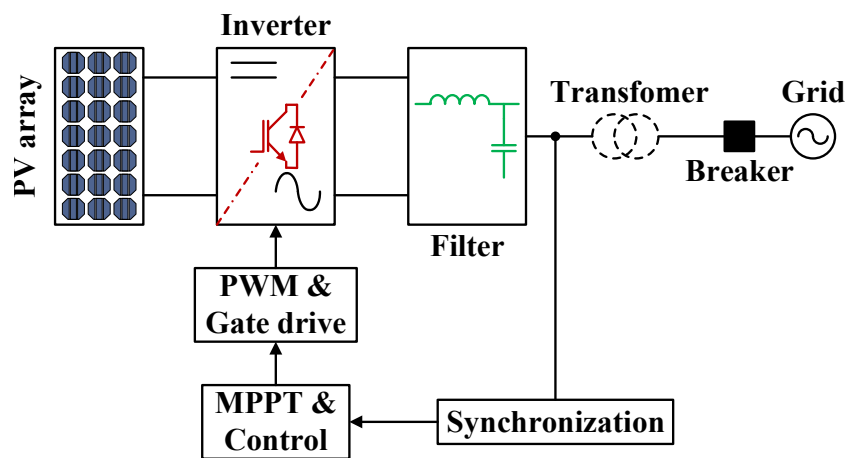 Inverter
PV array
Transfomer
Grid
Breaker
Filter
PWM &
Gate drive
MPPT &
Control
Synchronization